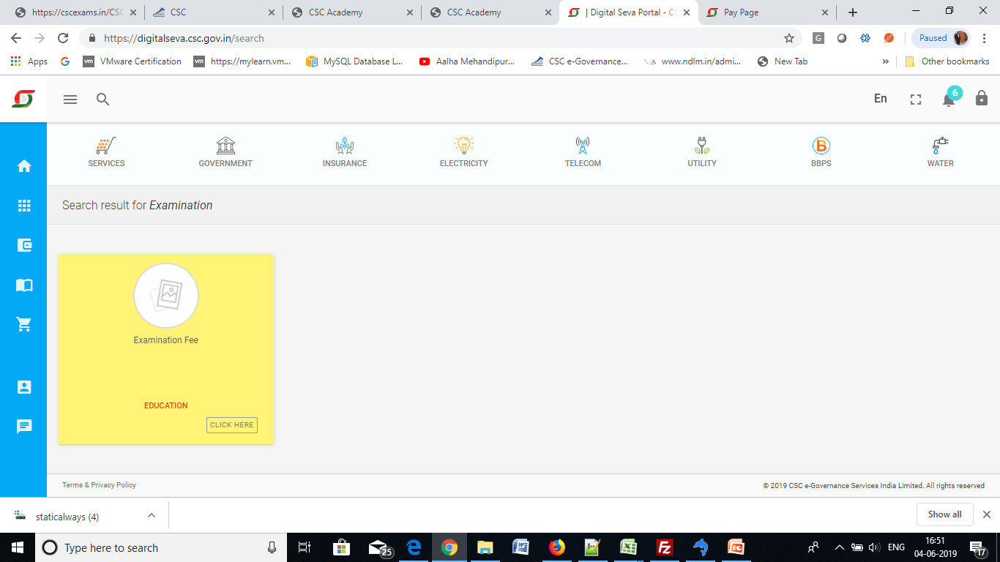 https://cscexams.in/CSC
CSC
CSC Academy
CSC Academy
| Digital Seva Portal - CS
Pay Page
https://digitalseva.csc.gov.in/search
Paused
Apps
VMware Certification
https://mylearn.vm...
MySQL Database L...
Aalha Mehandipur...
CSC e-Governance...
www.ndlm.in/admi...
New Tab
»
Other bookmarks
En
6
SERVICES
GOVERNMENT
INSURANCE
ELECTRICITY
TELECOM
UTILITY
BBPS
WATER
Search result for Examination
Examination Fee
EDUCATION
CLICK HERE
Terms & Privacy Policy
© 2019 CSC e-Governance Services India Limited. All rights reserved
staticalways (4)
Show all
Type here to search
25
ENG
16:51
04-06-2019
17